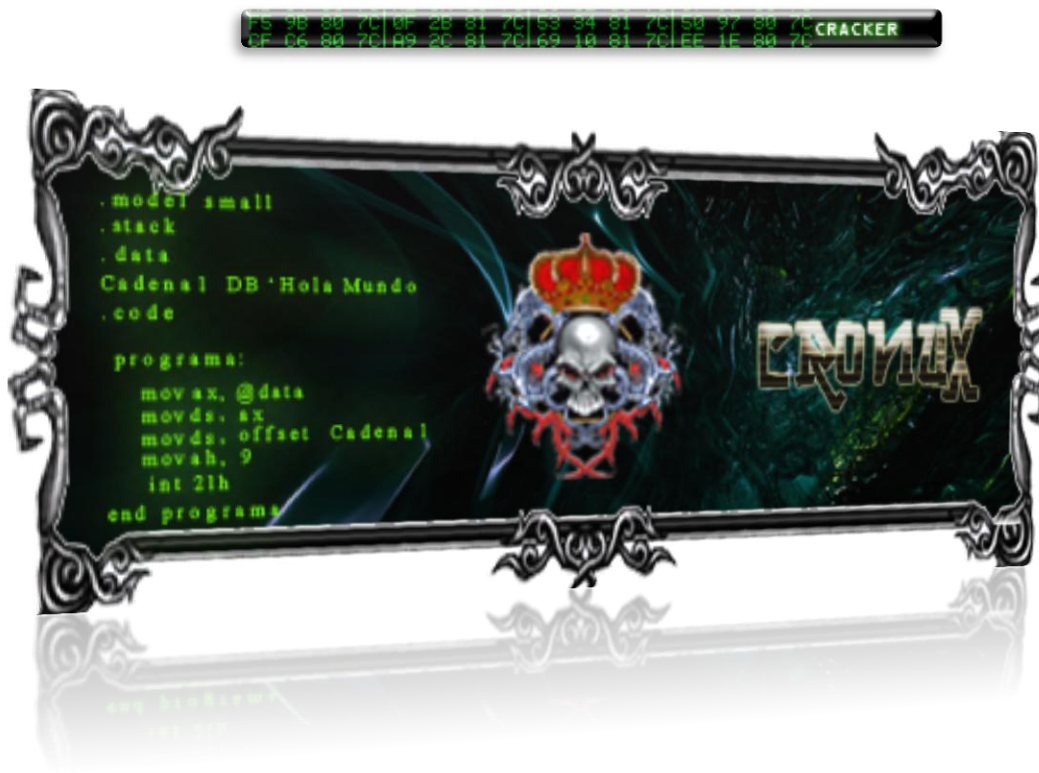 F5 9B 80 7C|0F 2B 81 7C|53 34 81 7C|50 97 80 7C
CF C6 80 7C|A9 2C 81 7C|69 10 81 7C|EE 1E 80 7C
CRACKER
.model small
.stack
.data
Cadena1 DB 'Hola Mundo
.code
programa:
mov ax, @data
mov ds, ax
mov ds, offset Cadena1
mov ah, 9
int 21h
end programa
CRONUX